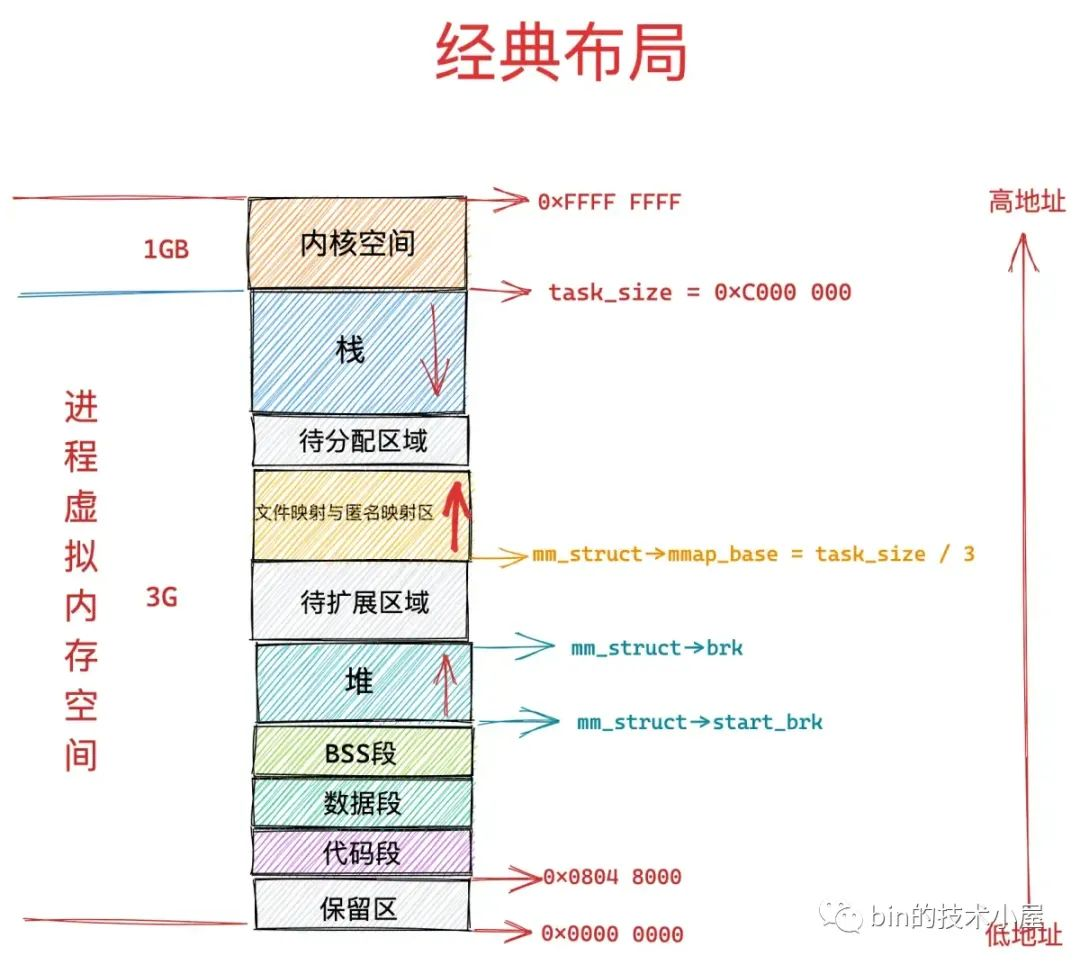 经典布局
0×FFFF FFFF
高地址
内核空间
1GB
task_size = 0×C000 000
栈
进程虚拟内存空间
待分配区域
文件映射与匿名映射区
mm_struct→mmap_base = task_size / 3
3G
待扩展区域
mm_struct→brk
堆
mm_struct→start_brk
BSS段
数据段
代码段
0×0804 8000
保留区
bin的技术小屋
0×0000 0000
低地址